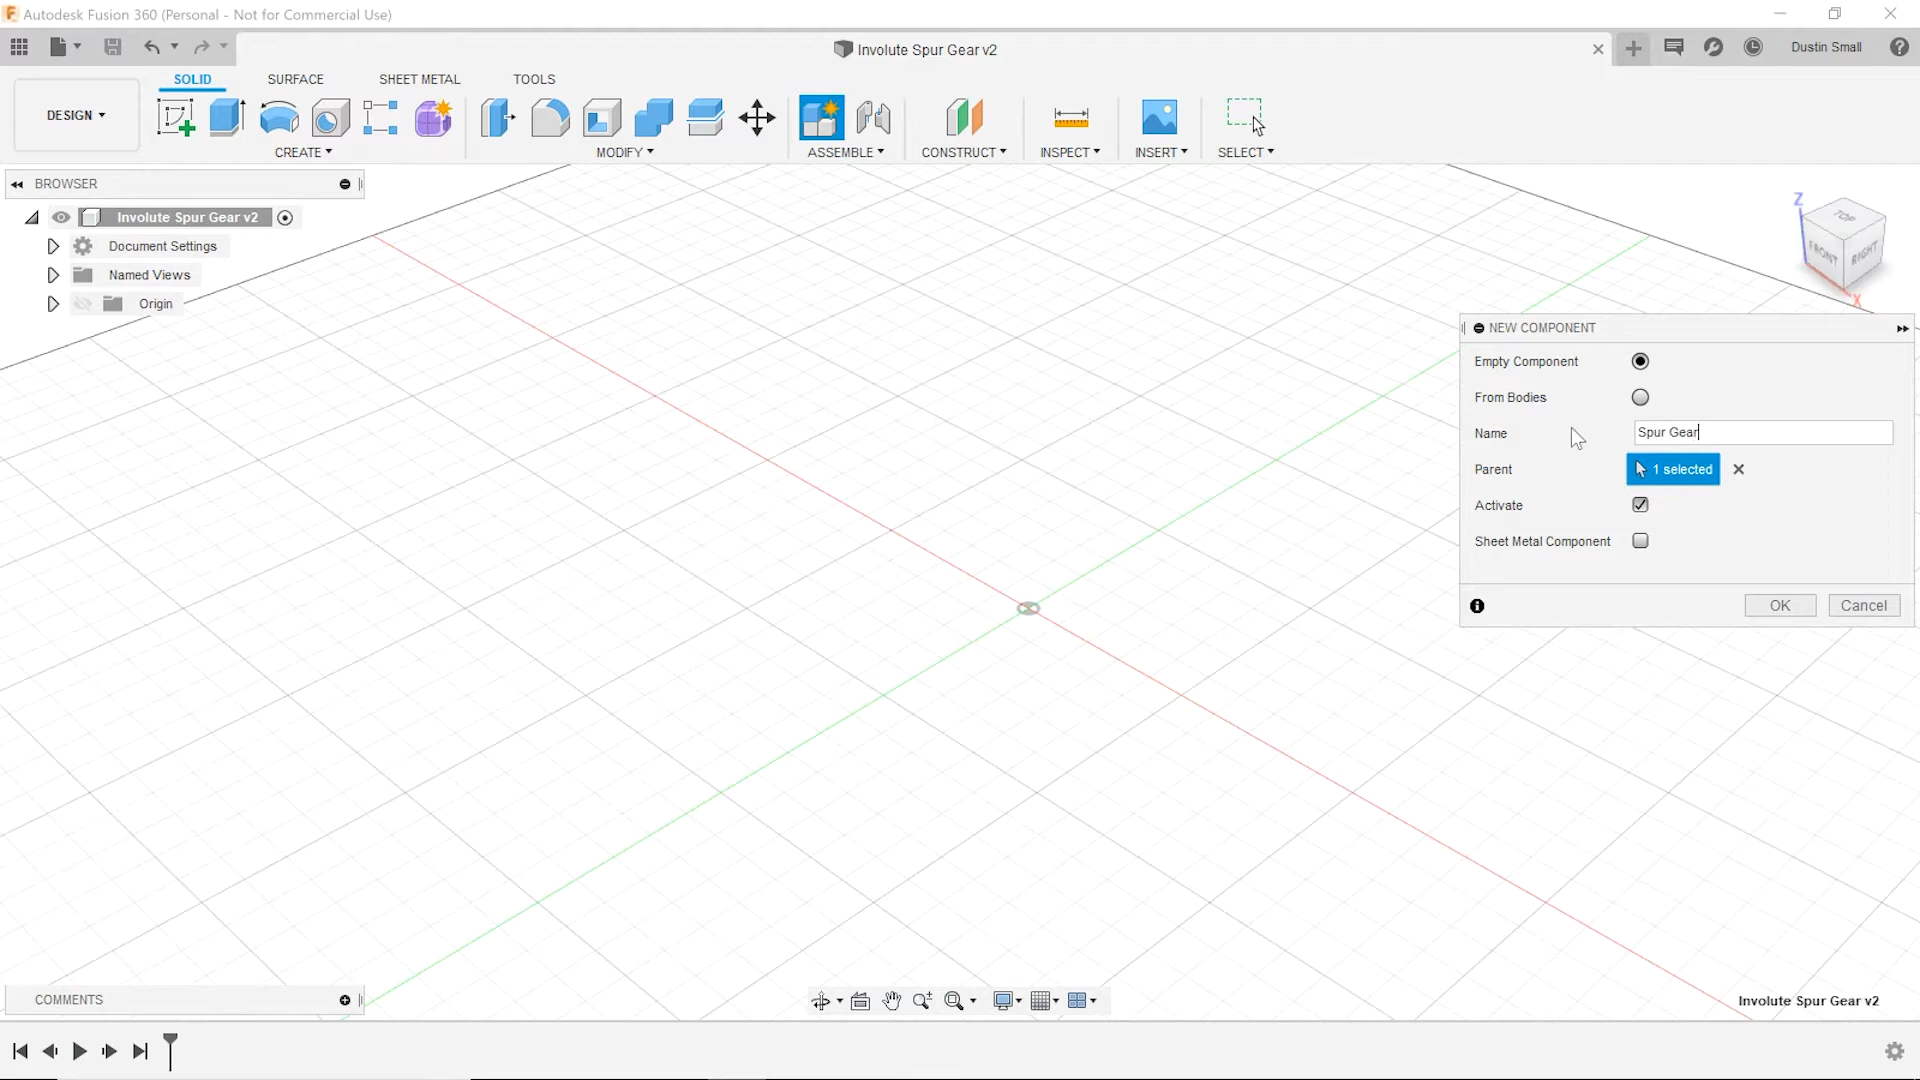 Autodesk Fusion 360 (Personal - Not for Commercial Use)
Involute Spur Gear v2
Dustin Small
DESIGN
SOLID
SURFACE
SHEET METAL
TOOLS
CREATE
MODIFY
ASSEMBLE
CONSTRUCT
INSPECT
INSERT
SELECT
BROWSER
Involute Spur Gear v2
Document Settings
Named Views
Origin
Z
TOP
FRONT
RIGHT
X
NEW COMPONENT
Empty Component
From Bodies
Name
Spur Gear
Parent
1 selected
Activate
Sheet Metal Component
OK
Cancel
COMMENTS
Involute Spur Gear v2